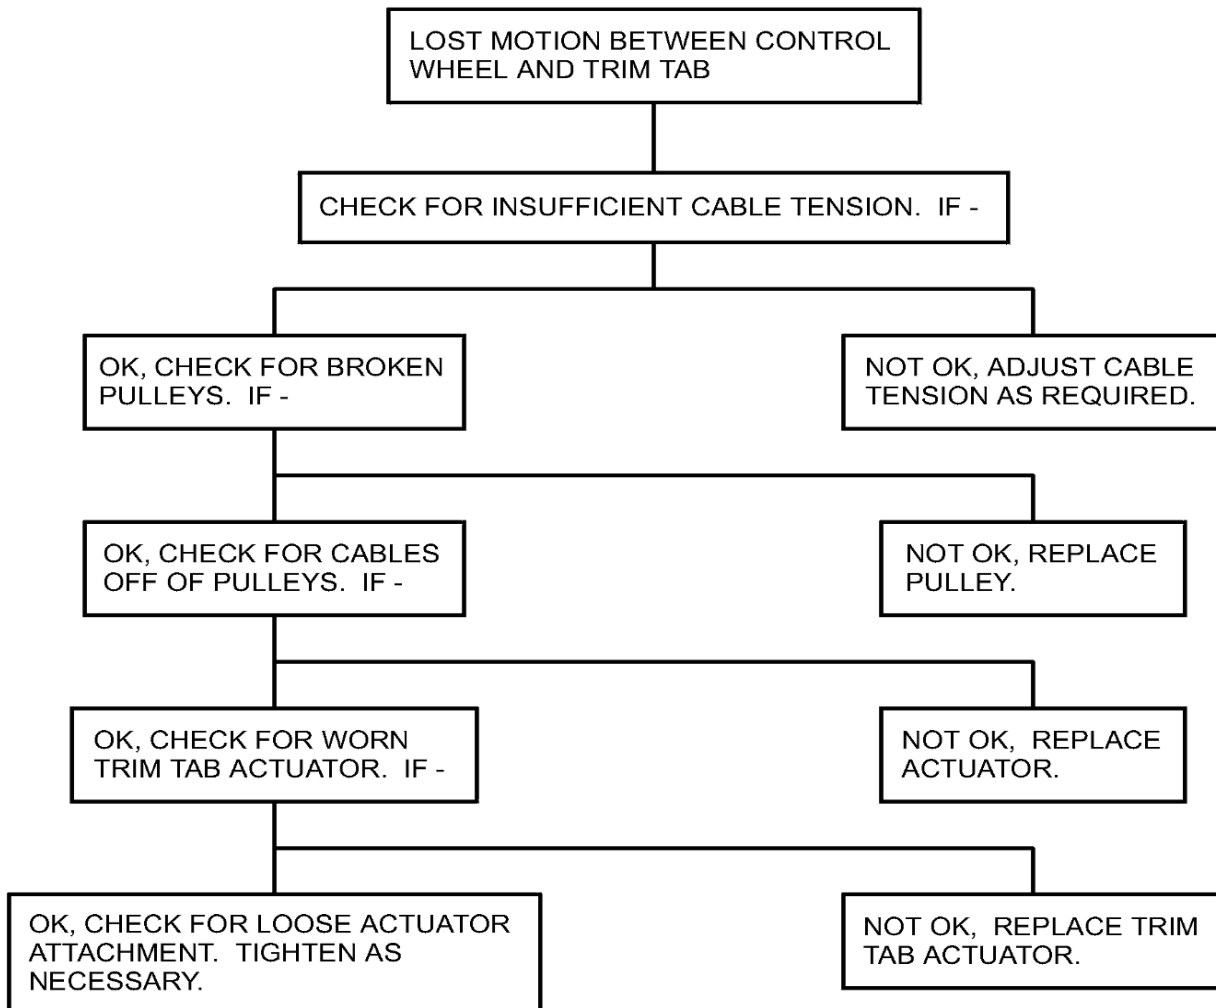 LOST MOTION BETWEEN CONTROL
WHEEL AND TRIM TAB
CHECK FOR INSUFFICIENT CABLE TENSION. IF -
OK, CHECK FOR BROKEN
PULLEYS. IF -
NOT OK, ADJUST CABLE
TENSION AS REQUIRED.
OK, CHECK FOR CABLES
OFF OF PULLEYS. IF -
NOT OK, REPLACE
PULLEY.
OK, CHECK FOR WORN
TRIM TAB ACTUATOR. IF -
NOT OK, REPLACE
ACTUATOR.
OK, CHECK FOR LOOSE ACTUATOR
ATTACHMENT. TIGHTEN AS
NECESSARY.
NOT OK, REPLACE TRIM
TAB ACTUATOR.